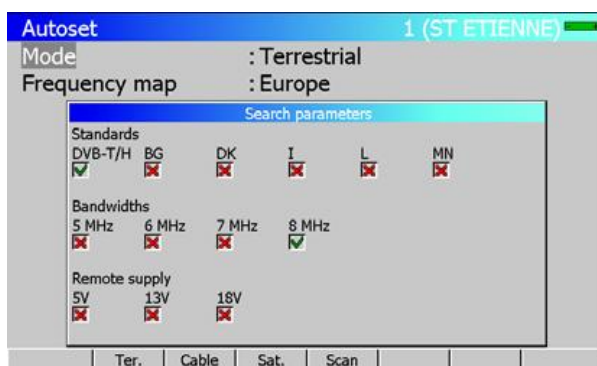 Autoset 1 (ST ETIENNE)
Mode : Terrestrial
Frequency map : Europe
Search parameters
Standards
DVB-T/H BG DK I L MN
Bandwidths
5 MHz 6 MHz 7 MHz 8 MHz
Remote supply
5V 13V 18V
Ter. Cable Sat. Scan